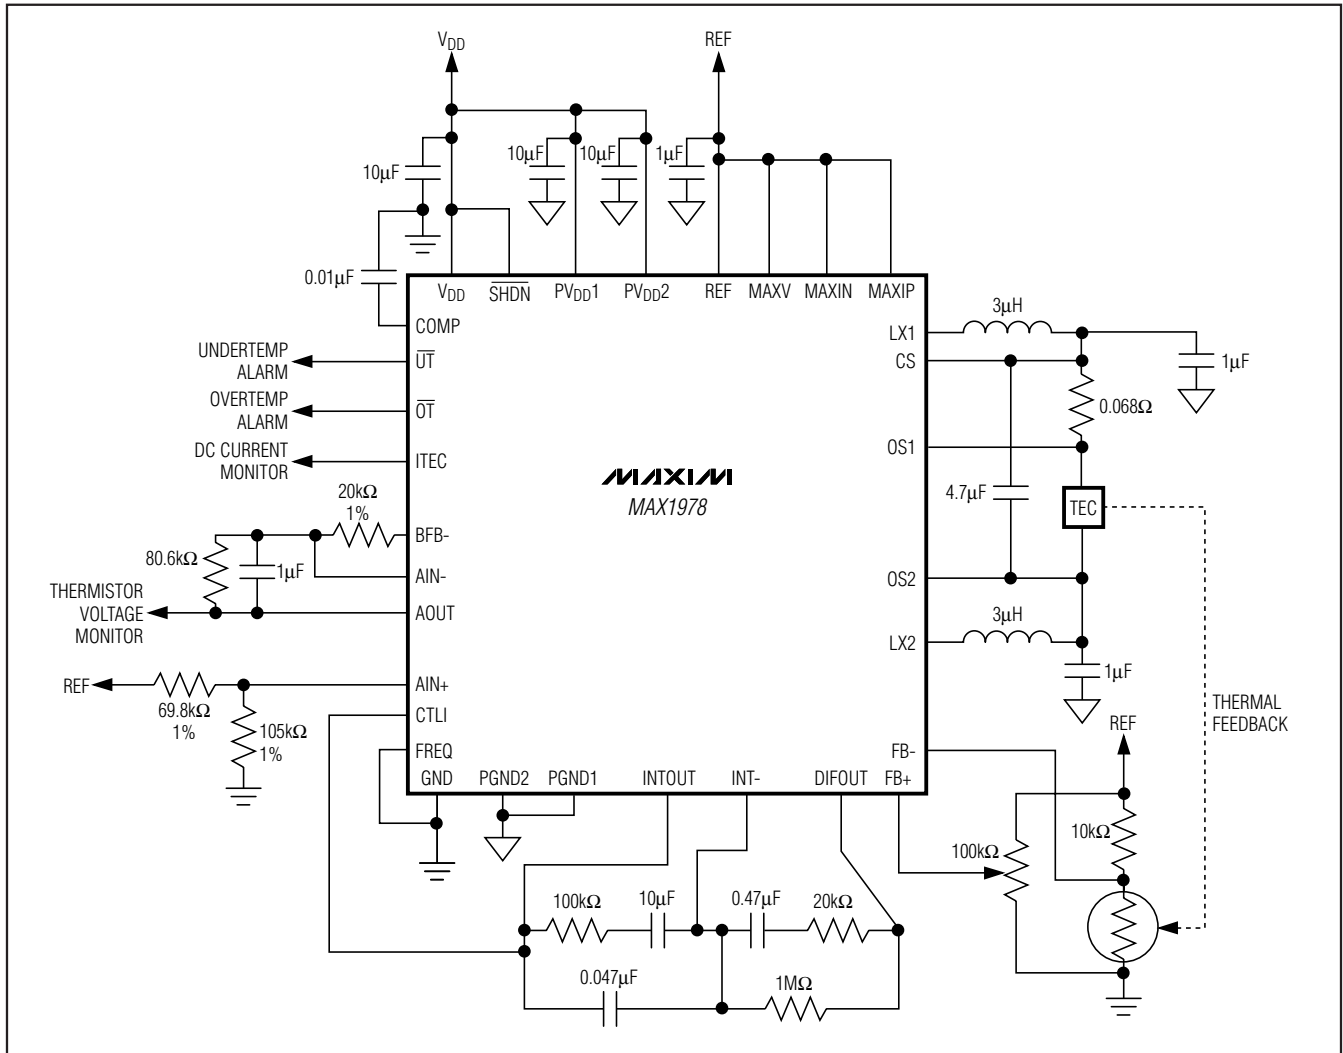 VDD
REF
10µF
10µF
10µF
1µF
0.01µF
VDD
SHDN
PVDD1
PVDD2
REF
MAXV
MAXIN
MAXIP
COMP
UNDERTEMP
ALARM
UT
OVERTEMP
ALARM
OT
DC CURRENT
MONITOR
ITEC
20kΩ
1%
BFB-
80.6kΩ
1µF
AIN-
THERMISTOR
VOLTAGE
MONITOR
AOUT
REF
69.8kΩ
1%
AIN+
105kΩ
1%
CTLI
FREQ
MAXIM
MAX1978
LX1
3µH
CS
1µF
0.068Ω
OS1
4.7µF
TEC
OS2
3µH
LX2
1µF
THERMAL
FEEDBACK
REF
FB-
GND
PGND2
PGND1
INTOUT
INT-
DIFOUT
FB+
10kΩ
100kΩ
100kΩ
10µF
0.47µF
20kΩ
0.047µF
1MΩ